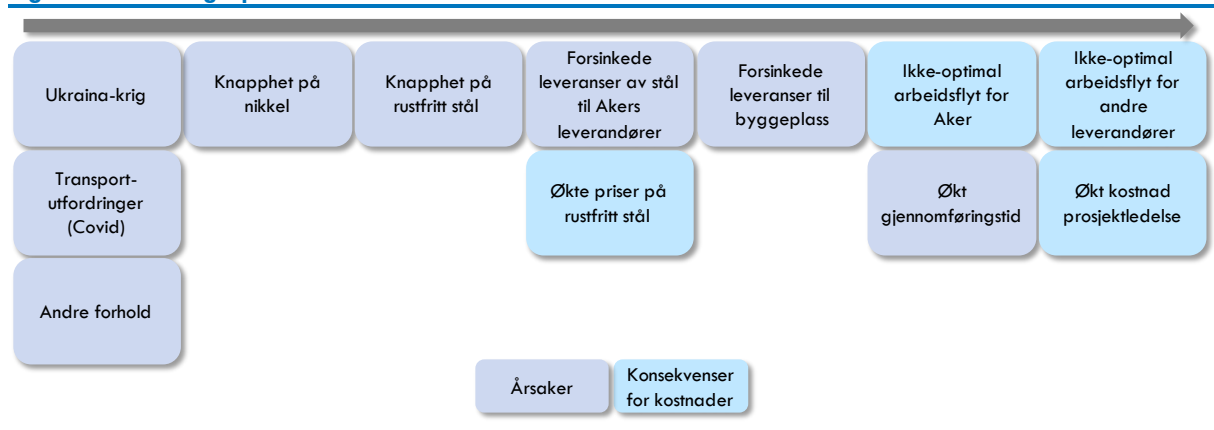 Ukraina-krig
Knapphet på
nikkel
Knapphet på
rustfritt stål
Forsinkede
leveranser av stål
til Akers
leverandører
Forsinkede
leveranser til
byggeplass
Ikke-optimal
arbeidsflyt for
Aker
Ikke-optimal
arbeidsflyt for
andre
leverandører
Transport-
utfordringer
(Covid)
Økte priser på
rustfritt stål
Økt
gjennomføringstid
Økt kostnad
prosjektledelse
Andre forhold
Årsaker
Konsekvenser
for kostnader